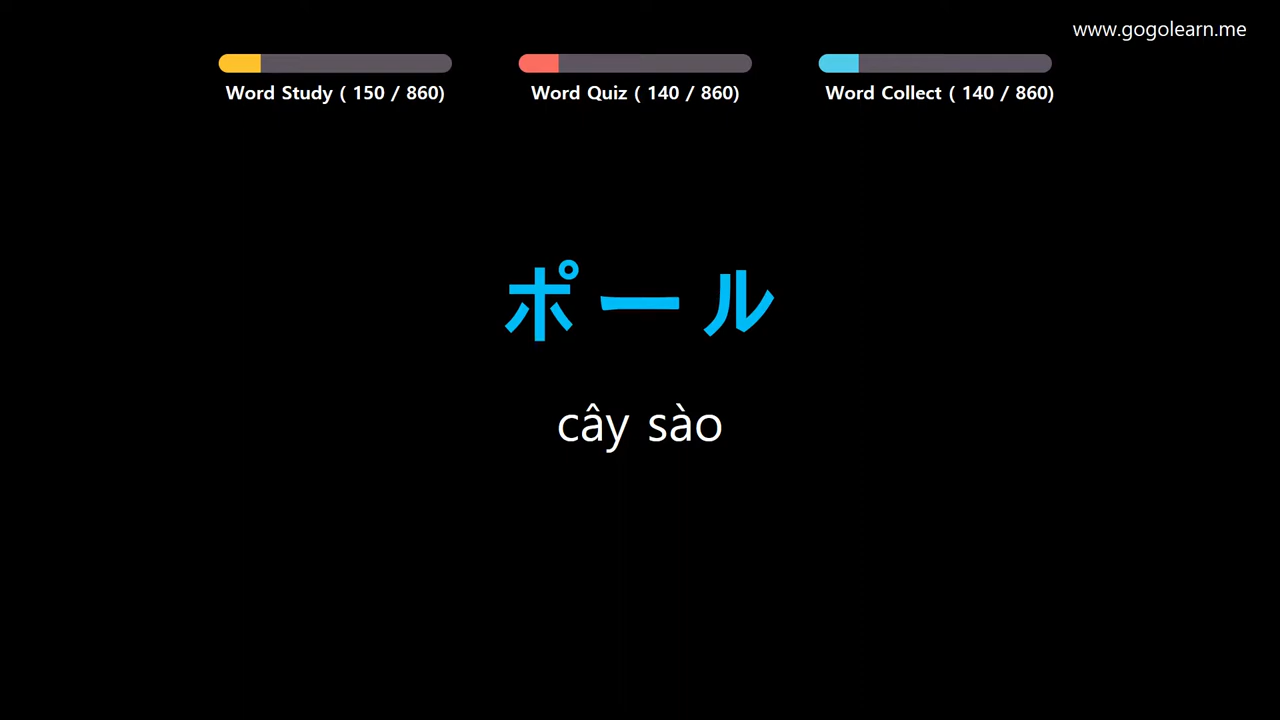 www.gogolearn.me
Word Study ( 150 / 860)
Word Quiz ( 140 / 860)
Word Collect ( 140 / 860)
ポール
cây sào